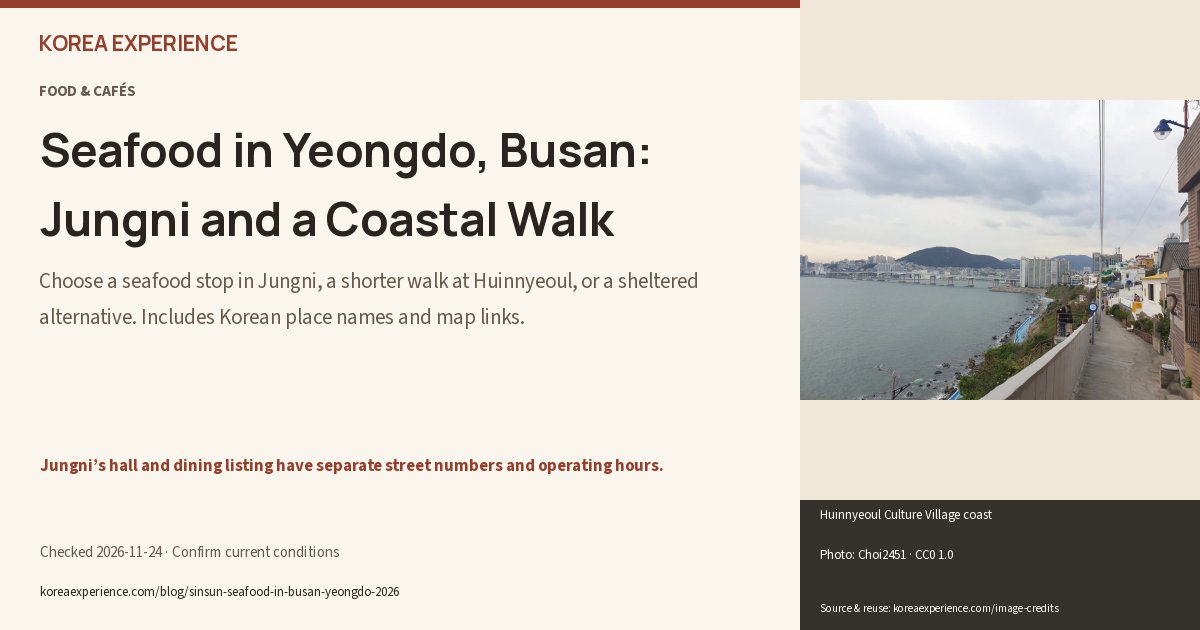 KOREA EXPERIENCE
FOOD & CAFÉS
Seafood in Yeongdo, Busan:
Jungni and a Coastal Walk
Choose a seafood stop in Jungni, a shorter walk at Huinnyeoul, or a sheltered
alternative. Includes Korean place names and map links.
Jungni’s hall and dining listing have separate street numbers and operating hours.
Checked 2026-11-24 · Confirm current conditions
koreaexperience.com/blog/sinsun-seafood-in-busan-yeongdo-2026
Huinnyeoul Culture Village coast
Photo: Choi2451 · CC0 1.0
Source & reuse: koreaexperience.com/image-credits